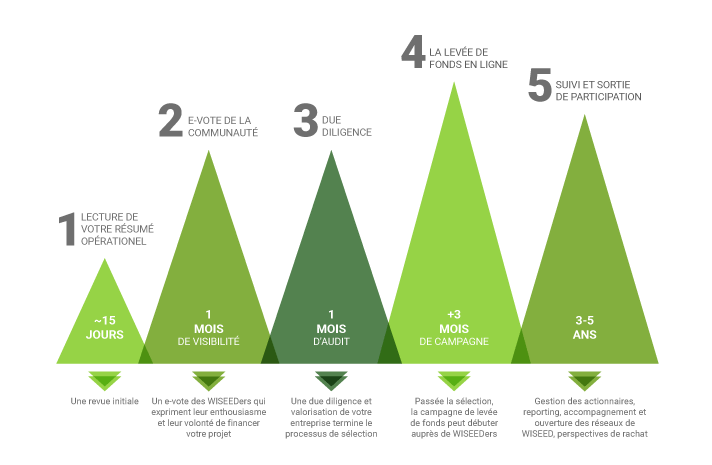 1 LECTURE DE
VOTRE RÉSUMÉ
OPÉRATIONEL
~15
JOURS
Une revue initiale
2 E-VOTE DE LA
COMMUNAUTÉ
1
MOIS
DE VISIBILITÉ
Un e-vote des WISEEDers qui
expriment leur enthousiasme
et leur volonté de financer
votre projet
3 DUE
DILIGENCE
1
MOIS
D'AUDIT
Une due diligence et
valorisation de votre
entreprise termine le
processus de sélection
4 LA LEVÉE DE
FONDS EN LIGNE
+3
MOIS
DE CAMPAGNE
Passée la sélection,
la campagne de levée
de fonds peut débuter
auprès de WISEEDers
5 SUIVI ET SORTIE
DE PARTICIPATION
3-5
ANS
Gestion des actionnaires,
reporting, accompagnement et
ouverture des réseaux de
WISEED, perspectives de rachat